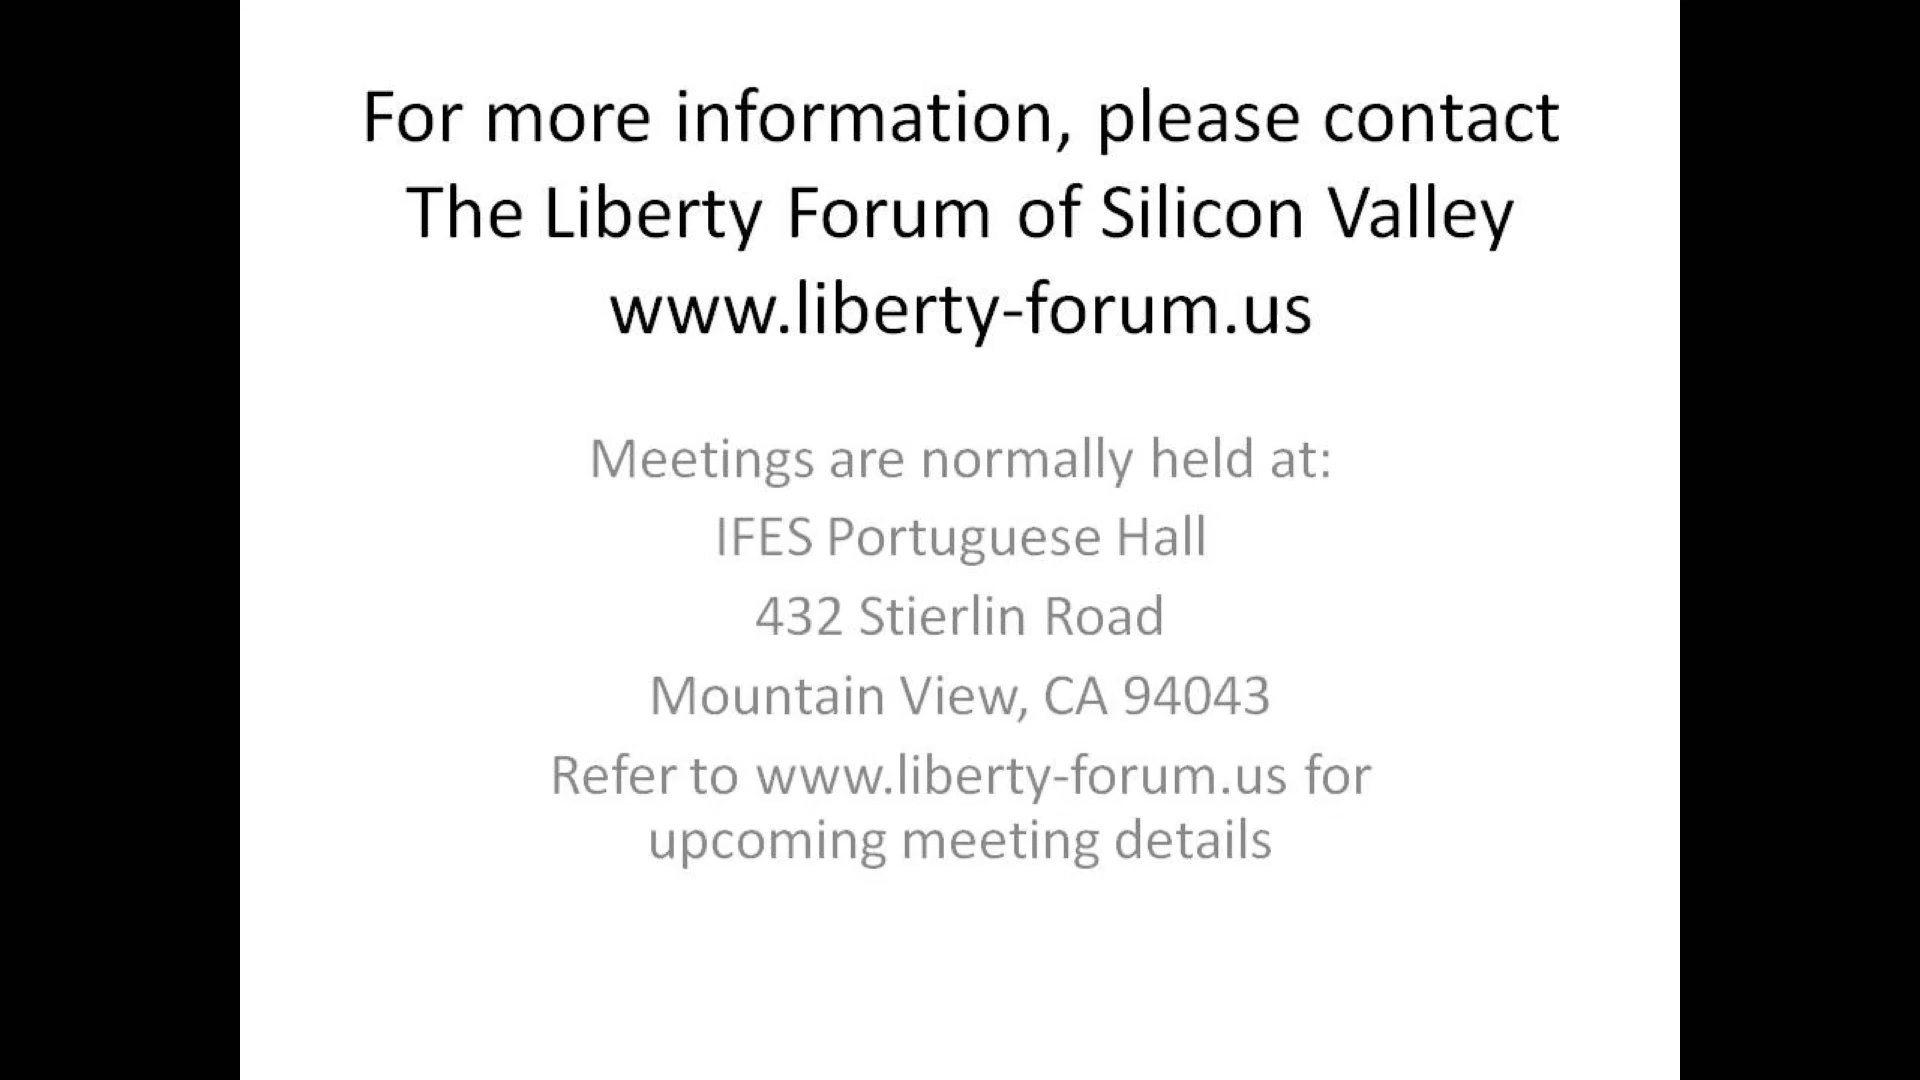 For more information, please contact
The Liberty Forum of Silicon Valley
www.liberty-forum.us
Meetings are normally held at:
IFES Portuguese Hall
432 Stierlin Road
Mountain View, CA 94043
Refer to www.liberty-forum.us for
upcoming meeting details